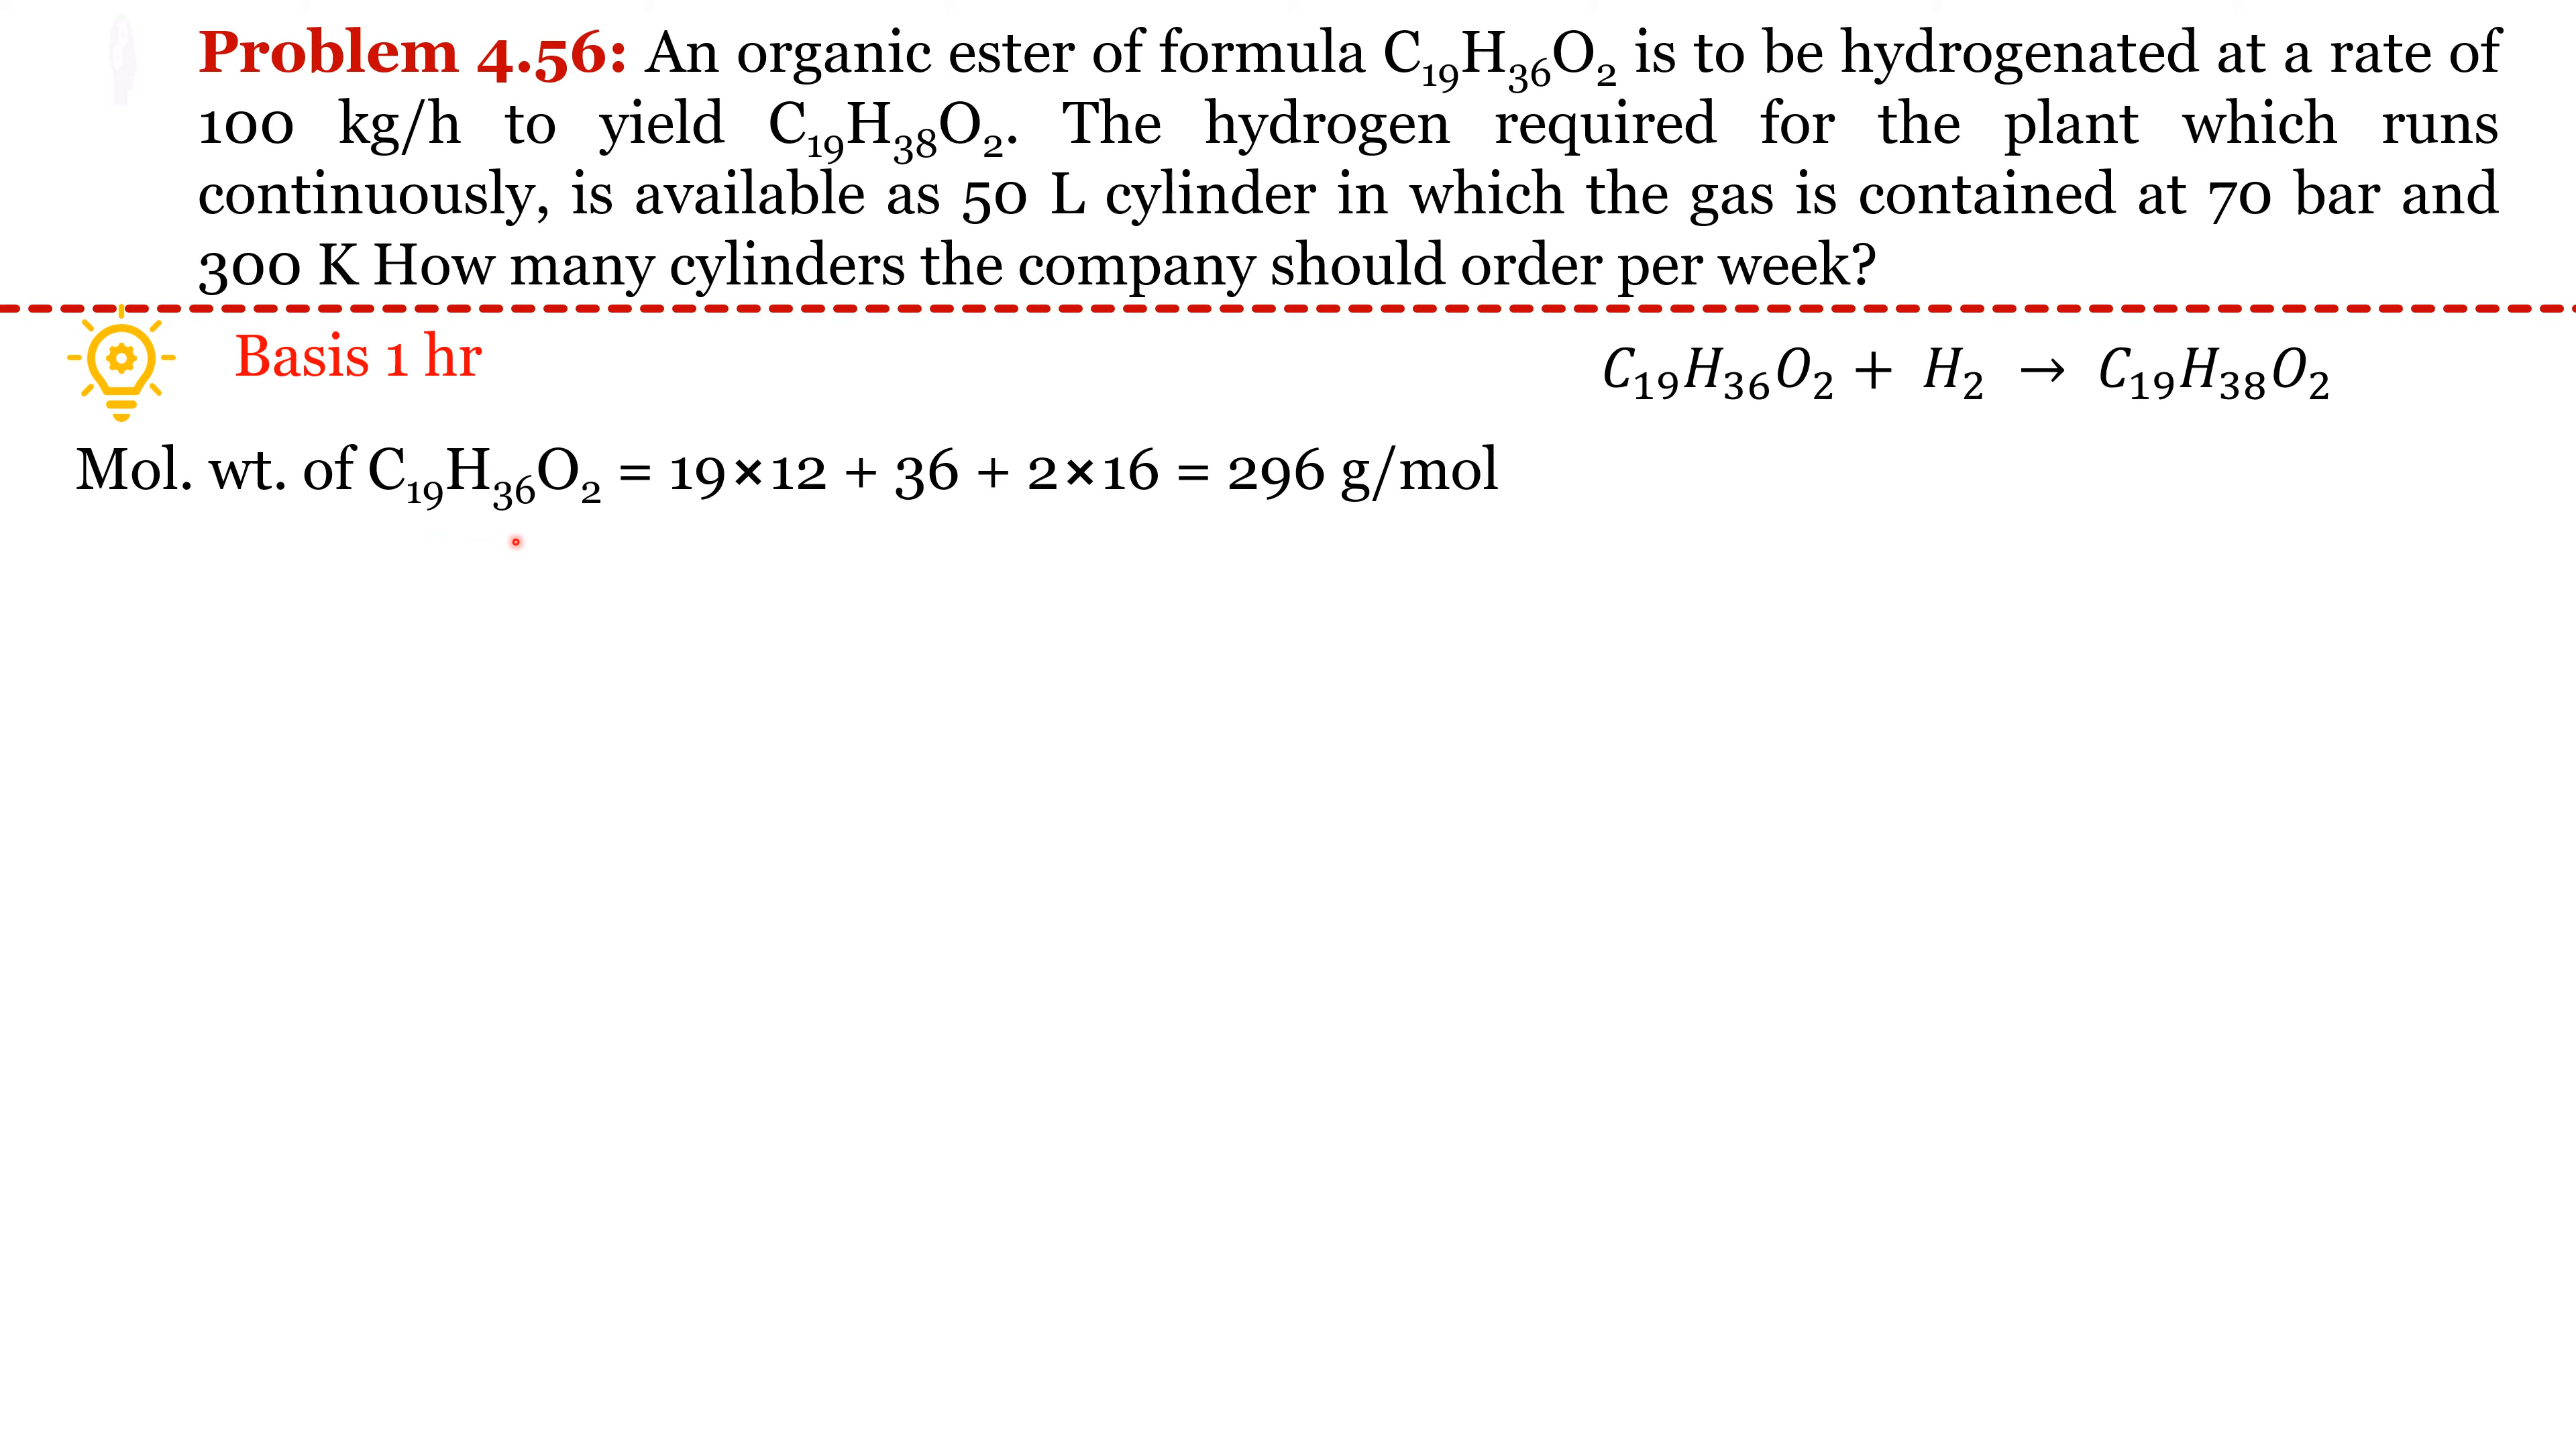 Problem 4.56: An organic ester of formula C₁₉H₃₆O₂ is to be hydrogenated at a rate of
100 kg/h to yield C₁₉H₃₈O₂. The hydrogen required for the plant which runs
continuously, is available as 50 L cylinder in which the gas is contained at 70 bar and
300 K How many cylinders the company should order per week?
Basis 1 hr
C₁₉H₃₆O₂ + H₂ → C₁₉H₃₈O₂
Mol. wt. of C₁₉H₃₆O₂ = 19×12 + 36 + 2×16 = 296 g/mol